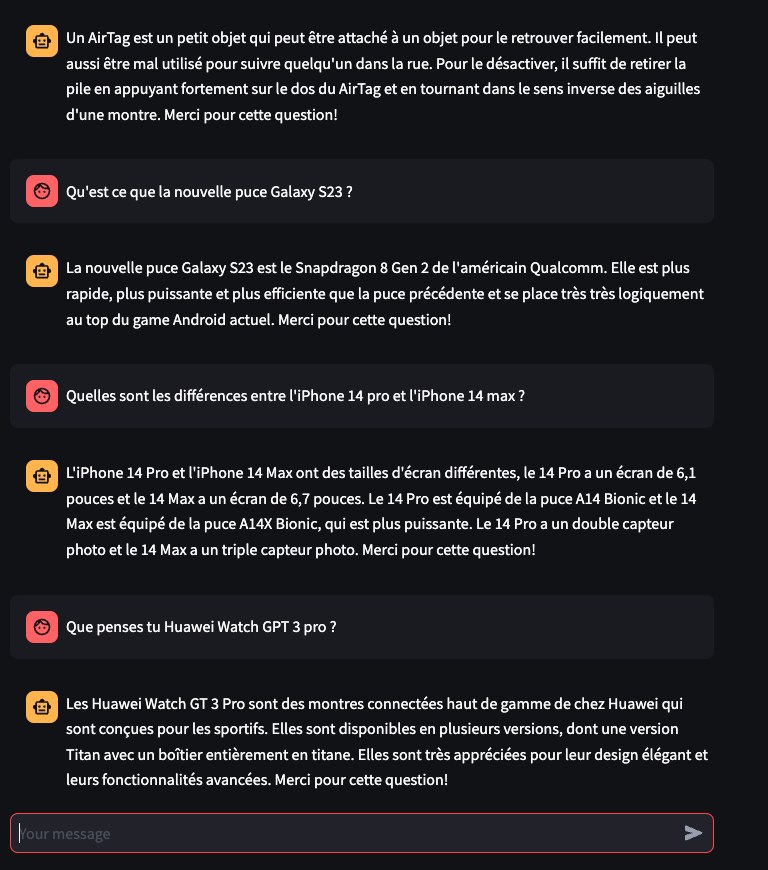 Un AirTag est un petit objet qui peut être attaché à un objet pour le retrouver facilement. Il peut
aussi être mal utilisé pour suivre quelqu'un dans la rue. Pour le désactiver, il suffit de retirer la
pile en appuyant fortement sur le dos du AirTag et en tournant dans le sens inverse des aiguilles
d'une montre. Merci pour cette question!
Qu'est ce que la nouvelle puce Galaxy S23 ?
La nouvelle puce Galaxy S23 est le Snapdragon 8 Gen 2 de l'américain Qualcomm. Elle est plus
rapide, plus puissante et plus efficiente que la puce précédente et se place très très logiquement
au top du game Android actuel. Merci pour cette question!
Quelles sont les différences entre l'iPhone 14 pro et l'iPhone 14 max ?
L'iPhone 14 Pro et l'iPhone 14 Max ont des tailles d'écran différentes, le 14 Pro a un écran de 6,1
pouces et le 14 Max a un écran de 6,7 pouces. Le 14 Pro est équipé de la puce A14 Bionic et le 14
Max est équipé de la puce A14X Bionic, qui est plus puissante. Le 14 Pro a un double capteur
photo et le 14 Max a un triple capteur photo. Merci pour cette question!
Que penses tu Huawei Watch GPT 3 pro ?
Les Huawei Watch GT 3 Pro sont des montres connectées haut de gamme de chez Huawei qui
sont conçues pour les sportifs. Elles sont disponibles en plusieurs versions, dont une version
Titan avec un boîtier entièrement en titane. Elles sont très appréciées pour leur design élégant et
leurs fonctionnalités avancées. Merci pour cette question!
Your message